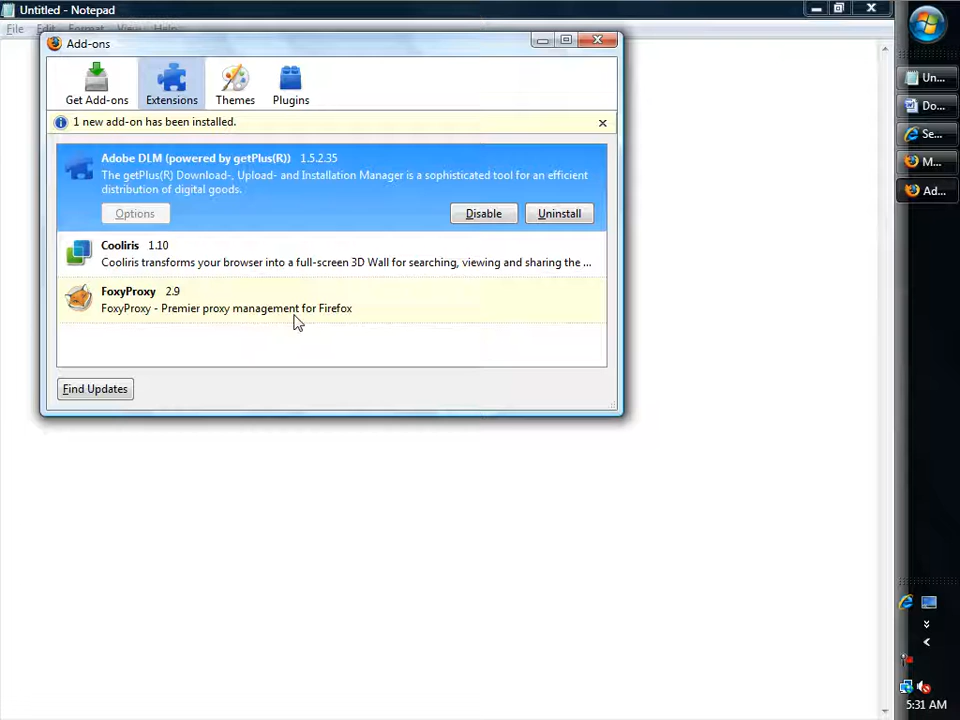 Untitled - Notepad
File Edit Format View Help
Add-ons
Get Add-ons
Extensions
Themes
Plugins
1 new add-on has been installed.
Adobe DLM (powered by getPlus(R)) 1.5.2.35
The getPlus(R) Download-, Upload- and Installation Manager is a sophisticated tool for an efficient
distribution of digital goods.
Options
Disable
Uninstall
Cooliris 1.10
Cooliris transforms your browser into a full-screen 3D Wall for searching, viewing and sharing the ...
FoxyProxy 2.9
FoxyProxy - Premier proxy management for Firefox
Find Updates
Un...
Do...
Se...
M...
Ad...
5:31 AM